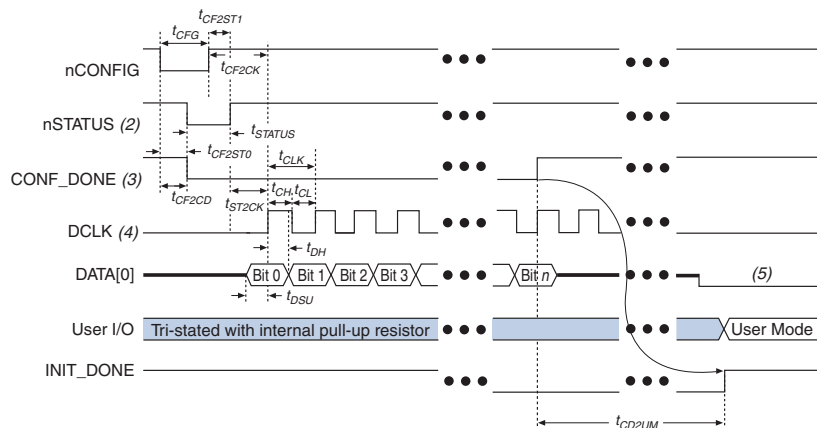 tCF2ST1
tCFG
nCONFIG
tCF2CK
nSTATUS (2)
tSTATUS
tCF2ST0
tCLK
CONF_DONE (3)
tCF2CD
tST2CK
tCH
tCL
DCLK (4)
tDH
DATA[0]
Bit 0
Bit 1
Bit 2
Bit 3
Bit n
(5)
tDSU
User I/O
Tri-stated with internal pull-up resistor
User Mode
INIT_DONE
tCD2UM